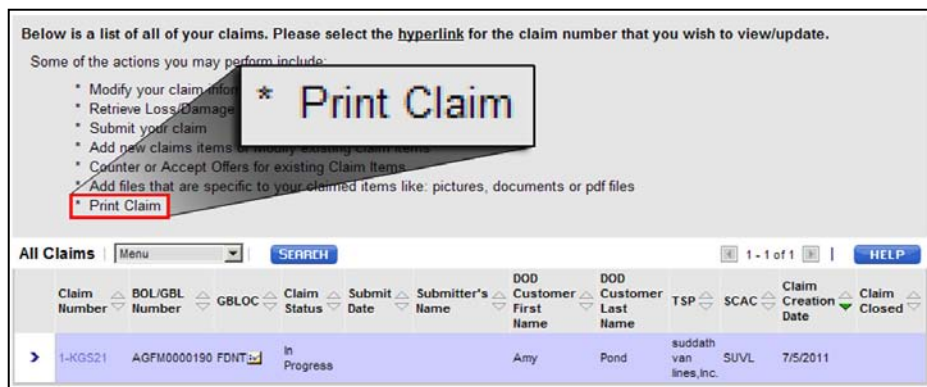 Below is a list of all of your claims. Please select the hyperlink for the claim number that you wish to view/update.
Some of the actions you may perform include:
* Modify your claim
* Retrieve Loss/Damage
* Submit your claim
* Add new claims items or modify existing Claim Items
* Counter or Accept Offers for existing Claim Items
* Add files that are specific to your claimed items like: pictures, documents or pdf files
* Print Claim
* Print Claim
All Claims | Menu | SEARCH 1 - 1 of 1 | HELP
Claim Number BOL/GBL Number GBLOC Claim Status Submit Date Submitter's Name DOD Customer First Name DOD Customer Last Name TSP SCAC Claim Creation Date Claim Closed
1-KGS21 AGFM0000190 FDNT In Progress Amy Pond suddath van lines,Inc. SUVL 7/5/2011